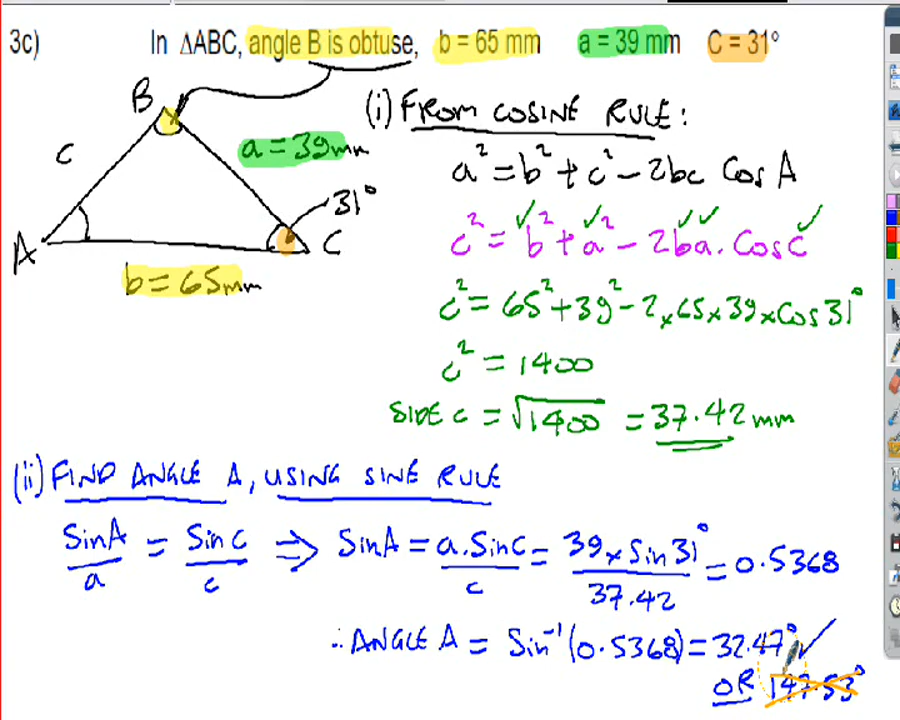 3c) In ΔABC, angle B is obtuse, b = 65 mm a = 39 mm C = 31°
B
(i) FROM COSINE RULE:
c
a = 39mm
a² = b² + c² - 2bc Cos A
31°
c² = b² + a² - 2ba. Cos C
A
C
b = 65mm
c² = 65² + 39² - 2 x 65 x 39 x Cos 31°
c² = 1400
SIDE C = √1400 = 37.42 mm
(ii) FIND ANGLE A, USING SINE RULE
SinA/a = Sin C/c ⇒ SinA = a.SinC/c = 39 x Sin 31°/37.42 = 0.5368
∴ ANGLE A = Sin⁻¹(0.5368) = 32.47° ✓
OR 147.53°